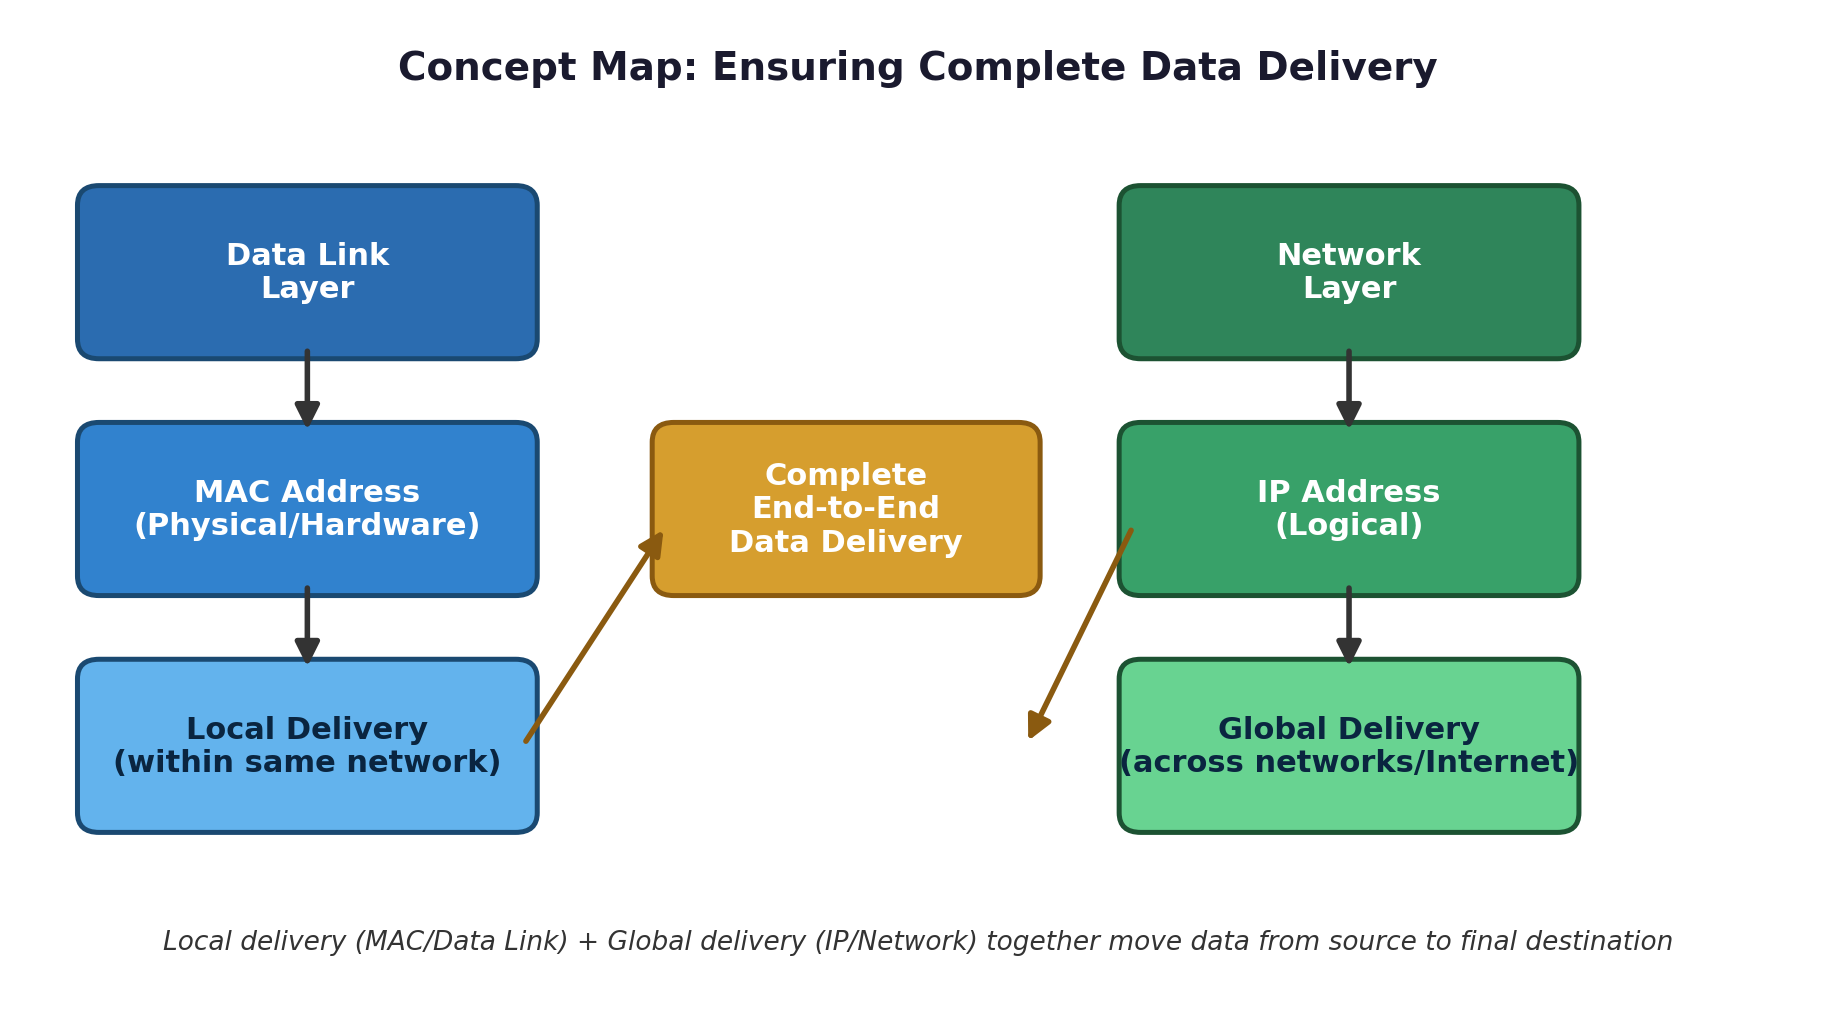 Concept Map: Ensuring Complete Data Delivery
Data Link
Layer
Network
Layer
MAC Address
(Physical/Hardware)
Complete
End-to-End
Data Delivery
IP Address
(Logical)
Local Delivery
(within same network)
Global Delivery
(across networks/Internet)
Local delivery (MAC/Data Link) + Global delivery (IP/Network) together move data from source to final destination